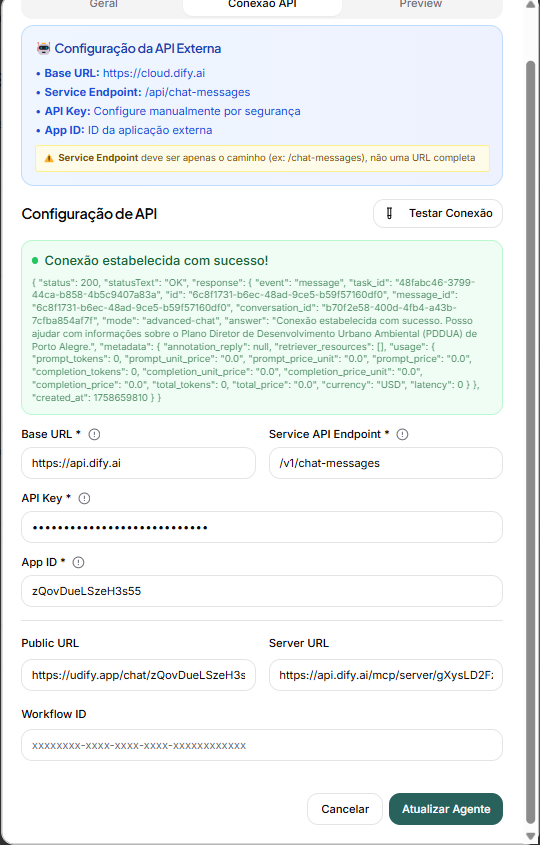 Geral
Conexão API
Preview
Configuração da API Externa
• Base URL: https://cloud.dify.ai
• Service Endpoint: /api/chat-messages
• API Key: Configure manualmente por segurança
• App ID: ID da aplicação externa
Service Endpoint deve ser apenas o caminho (ex: /chat-messages), não uma URL completa
Configuração de API
Testar Conexão
Conexão estabelecida com sucesso!
{ "status": 200, "statusText": "OK", "response": { "event": "message", "task_id": "48fabc46-3799-
44ca-b858-4b5c9407a83a", "id": "6c8f1731-b6ec-48ad-9ce5-b59f57160df0", "message_id":
"6c8f1731-b6ec-48ad-9ce5-b59f57160df0", "conversation_id": "b70f2e58-400d-4fb4-a43b-
7cfba854af7f", "mode": "advanced-chat", "answer": "Conexão estabelecida com sucesso. Posso
ajudar com informações sobre o Plano Diretor de Desenvolvimento Urbano Ambiental (PDDUA) de
Porto Alegre.", "metadata": { "annotation_reply": null, "retriever_resources": [], "usage": {
"prompt_tokens": 0, "prompt_unit_price": "0.0", "prompt_price_unit": "0.0", "prompt_price": "0.0",
"completion_tokens": 0, "completion_unit_price": "0.0", "completion_price_unit": "0.0",
"completion_price": "0.0", "total_tokens": 0, "total_price": "0.0", "currency": "USD", "latency": 0 } },
"created_at": 1758659810 } }
Base URL *
Service API Endpoint *
https://api.dify.ai
/v1/chat-messages
API Key *
••••••••••••••••••••••••••••
App ID *
zQovDueLSzeH3s55
Public URL
Server URL
https://udify.app/chat/zQovDueLSzeH3s
https://api.dify.ai/mcp/server/gXysLD2Fz
Workflow ID
xxxxxxxx-xxxx-xxxx-xxxx-xxxxxxxxxxxx
Cancelar
Atualizar Agente